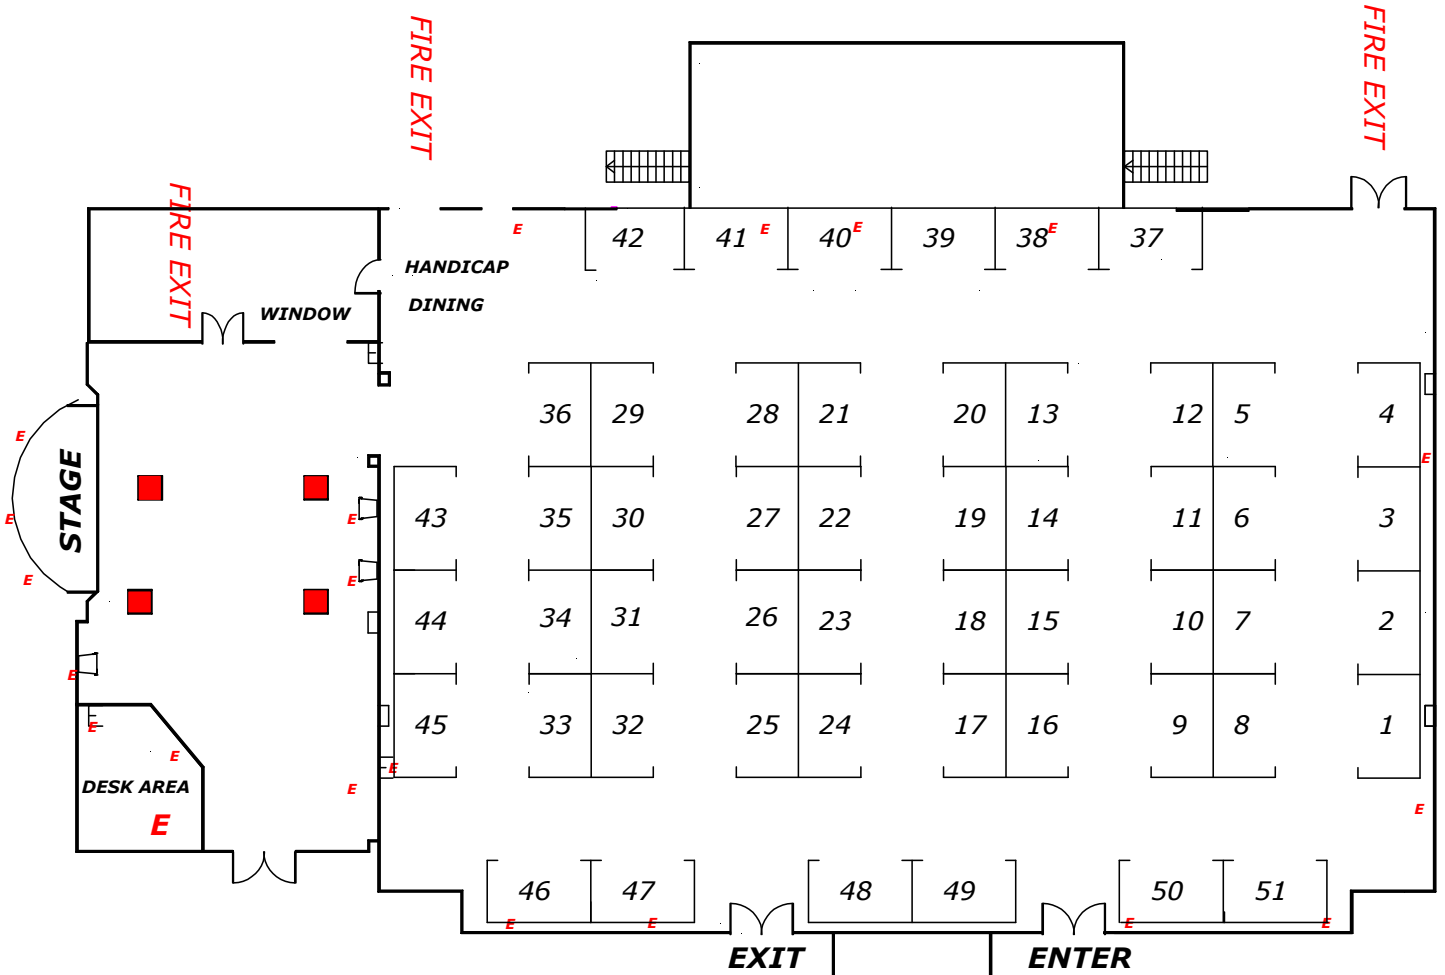 FIRE EXIT
FIRE EXIT
FIRE EXIT
E
42
41
E
40
E
39
38
E
37
HANDICAP
DINING
WINDOW
36
29
28
21
20
13
12
5
4
E
E
STAGE
43
35
30
27
22
19
14
11
6
3
E
E
E
E
44
34
31
26
23
18
15
10
7
2
E
45
33
32
25
24
17
16
9
8
1
E
E
E
DESK AREA
E
E
E
46
47
48
49
50
51
E
E
E
E
EXIT
ENTER